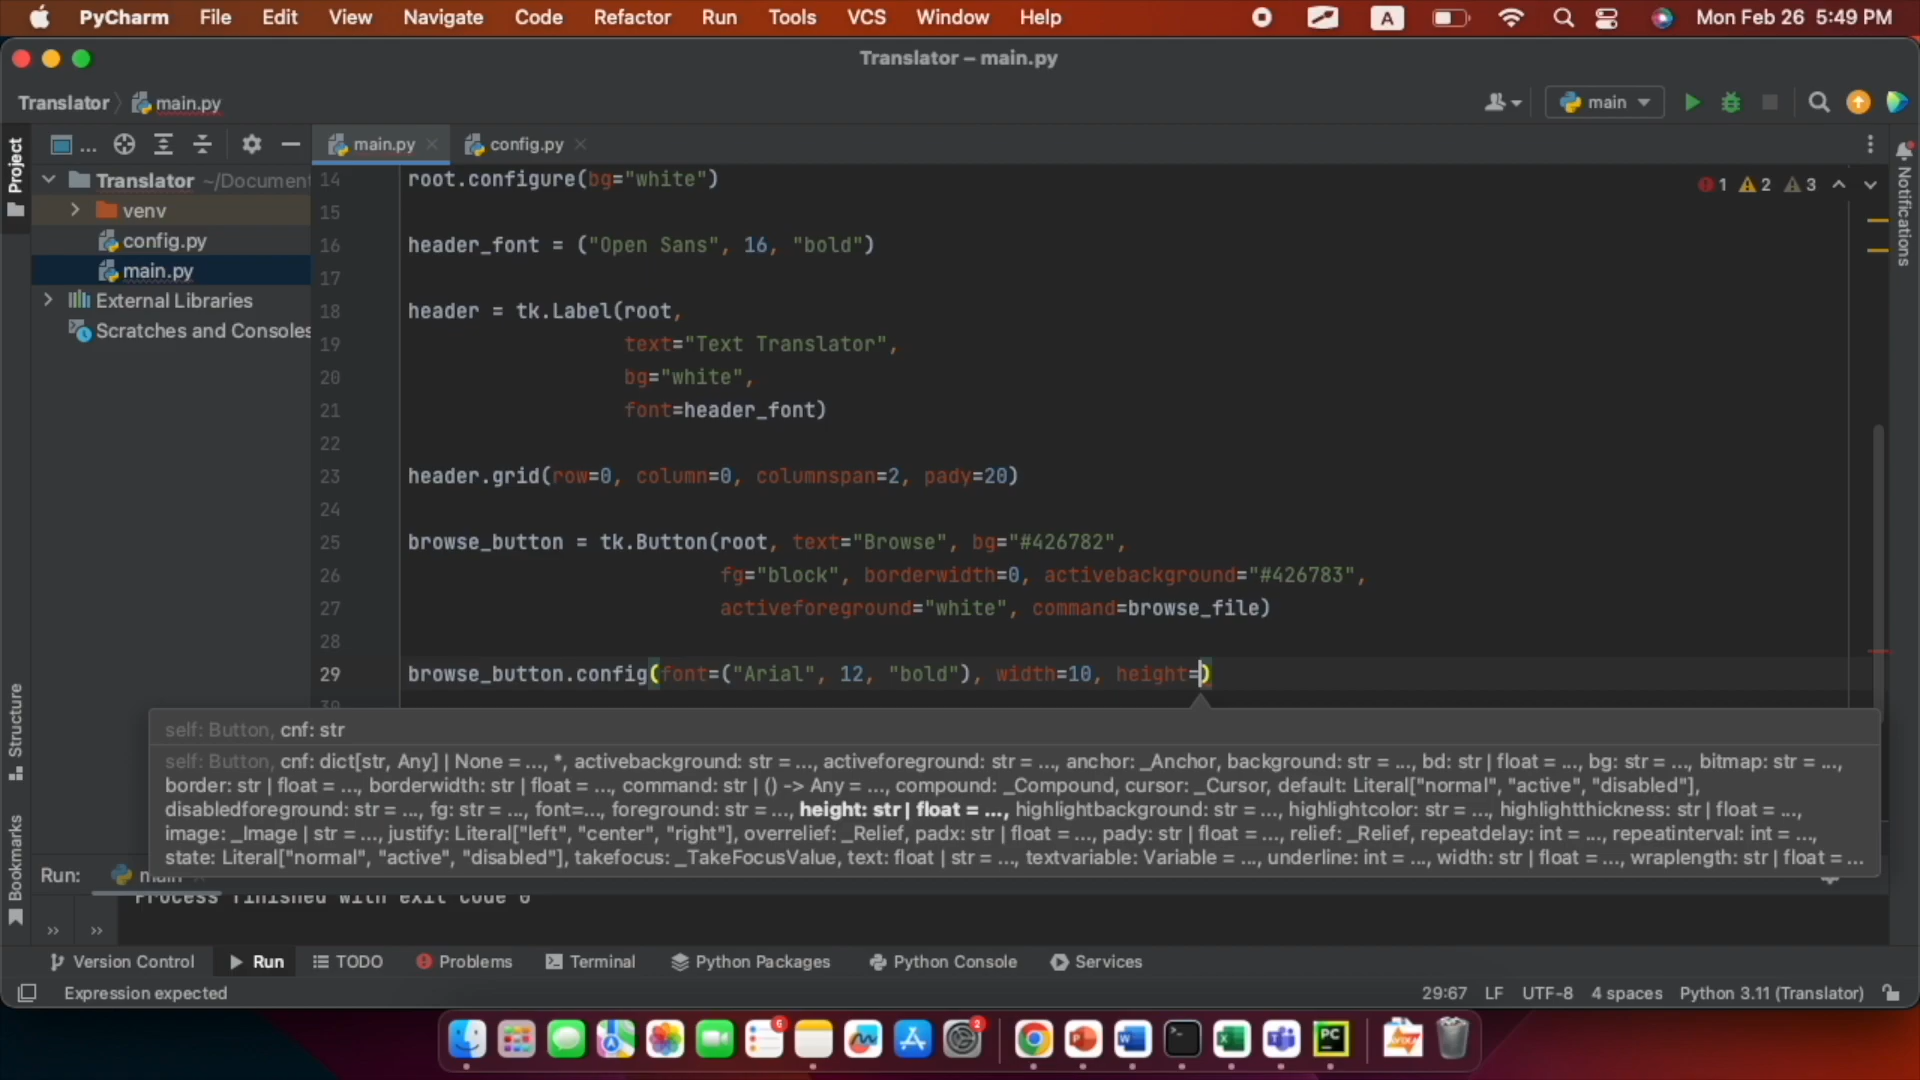 PyCharm File Edit View Navigate Code Refactor Run Tools VCS Window Help A Mon Feb 26 5:49 PM
Translator – main.py
Translator main.py main
Project ... main.py config.py
Translator ~/Document
venv
config.py
main.py
External Libraries
Scratches and Consoles
1 2 3
Notifications
14 root.configure(bg="white")
15
16 header_font = ("Open Sans", 16, "bold")
17
18 header = tk.Label(root,
19 text="Text Translator",
20 bg="white",
21 font=header_font)
22
23 header.grid(row=0, column=0, columnspan=2, pady=20)
24
25 browse_button = tk.Button(root, text="Browse", bg="#426782",
26 fg="block", borderwidth=0, activebackground="#426783",
27 activeforeground="white", command=browse_file)
28
29 browse_button.config(font=("Arial", 12, "bold"), width=10, height=)
self: Button, cnf: str
self: Button, cnf: dict[str, Any] | None = ..., *, activebackground: str = ..., activeforeground: str = ..., anchor: _Anchor, background: str = ..., bd: str | float = ..., bg: str = ..., bitmap: str = ...,
border: str | float = ..., borderwidth: str | float = ..., command: str | () -> Any = ..., compound: _Compound, cursor: _Cursor, default: Literal["normal", "active", "disabled"],
disabledforeground: str = ..., fg: str = ..., font=..., foreground: str = ..., height: str | float = ..., highlightbackground: str = ..., highlightcolor: str = ..., highlightthickness: str | float = ...,
image: _Image | str = ..., justify: Literal["left", "center", "right"], overrelief: _Relief, padx: str | float = ..., pady: str | float = ..., relief: _Relief, repeatdelay: int = ..., repeatinterval: int = ...,
state: Literal["normal", "active", "disabled"], takefocus: _TakeFocusValue, text: float | str = ..., textvariable: Variable = ..., underline: int = ..., width: str | float = ..., wraplength: str | float = ...
Structure
Bookmarks
Run: main
Process finished with exit code 0
Version Control Run TODO Problems Terminal Python Packages Python Console Services
Expression expected 29:67 LF UTF-8 4 spaces Python 3.11 (Translator)
6 2 PC